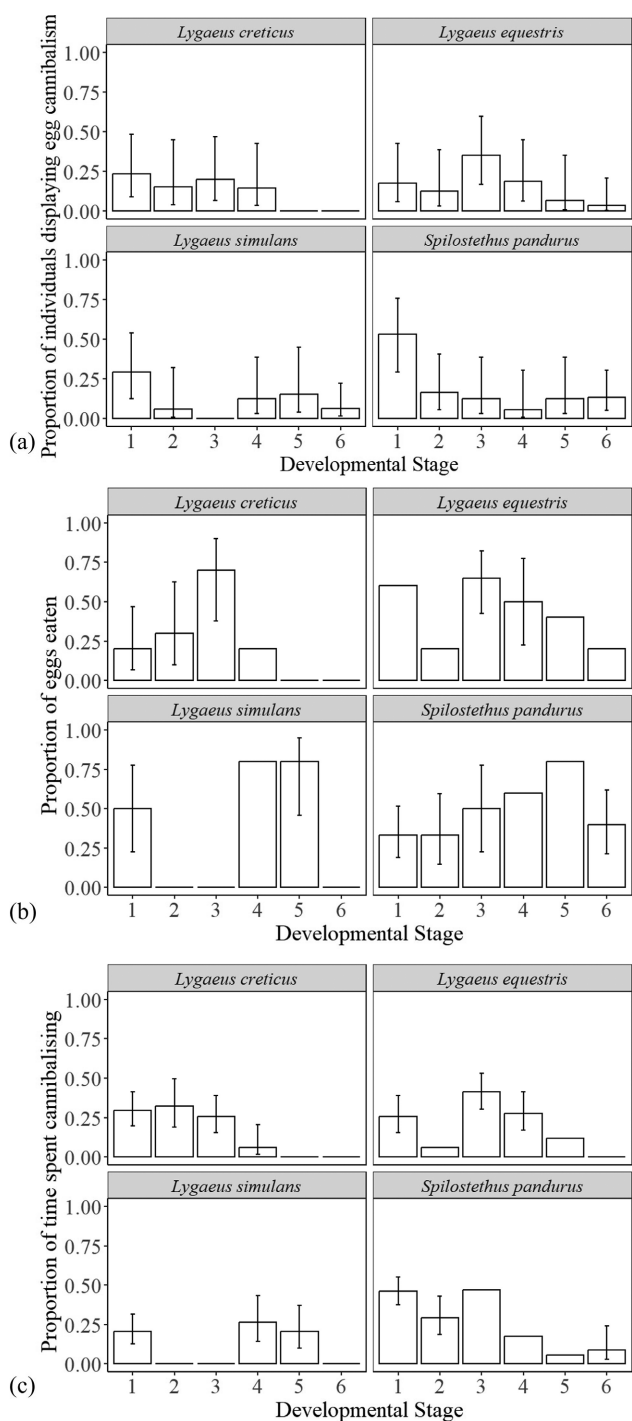 Proportion of individuals displaying egg cannibalism
Lygaeus creticus
Lygaeus equestris
1.00
0.75
0.50
0.25
0.00
Lygaeus simulans
Spilostethus pandurus
1.00
0.75
0.50
0.25
0.00
1 2 3 4 5 6
1 2 3 4 5 6
Developmental Stage
(a)
Proportion of eggs eaten
Lygaeus creticus
Lygaeus equestris
1.00
0.75
0.50
0.25
0.00
Lygaeus simulans
Spilostethus pandurus
1.00
0.75
0.50
0.25
0.00
1 2 3 4 5 6
1 2 3 4 5 6
Developmental Stage
(b)
Proportion of time spent cannibalising
Lygaeus creticus
Lygaeus equestris
1.00
0.75
0.50
0.25
0.00
Lygaeus simulans
Spilostethus pandurus
1.00
0.75
0.50
0.25
0.00
1 2 3 4 5 6
1 2 3 4 5 6
Developmental Stage
(c)